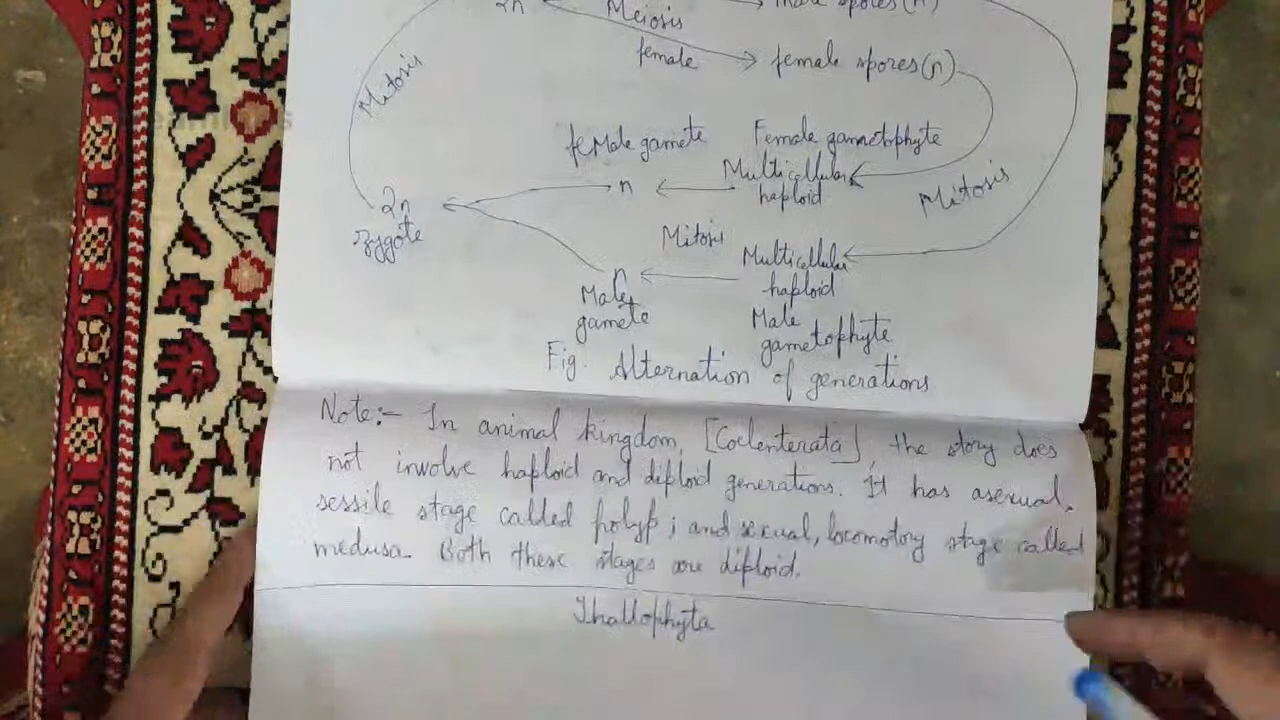 2n Meiosis male spores (n)
female female spores (n)
Mitosis
female gamete Female gametophyte
n Multicellular
haploid
Mitosis
2n
zygote
Mitosis Multicellular
n haploid
Male
gamete Male
gametophyte
Fig. Alternation of generations
Note:- In animal kingdom, [Coelenterata], the story does
not involve haploid and diploid generations. It has asexual,
sessile stage called polyp; and sexual, locomotory stage called
medusa. Both these stages are diploid.
Thallophyta